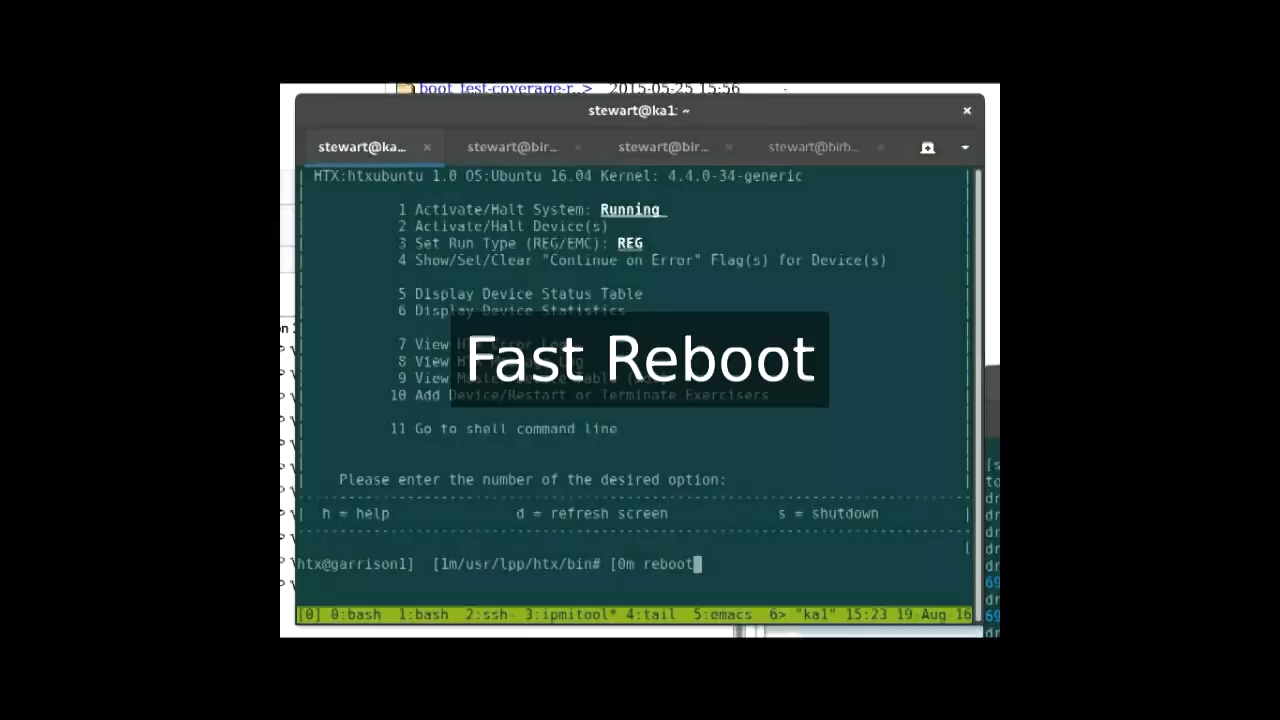 boot_test-coverage-r..> 2015-05-25 15:56
stewart@ka1: ~
stewart@ka… stewart@bir… stewart@bir… stewart@birb…
HTX:htxubuntu 1.0 OS:Ubuntu 16.04 Kernel: 4.4.0-34-generic
1 Activate/Halt System: Running
2 Activate/Halt Device(s)
3 Set Run Type (REG/EMC): REG
4 Show/Set/Clear "Continue on Error" Flag(s) for Device(s)
5 Display Device Status Table
6 Display Device Statistics
7 View
Fast Reboot
8 View
9 View
10 Add Device/Restart or Terminate Exercisers
11 Go to shell command line
Please enter the number of the desired option:
h = help d = refresh screen s = shutdown
htx@garrison1] [1m/usr/lpp/htx/bin# [0m reboot
[0] 0:bash 1:bash 2:ssh- 3:ipmitool* 4:tail 5:emacs 6> "ka1" 15:23 19 Aug 16